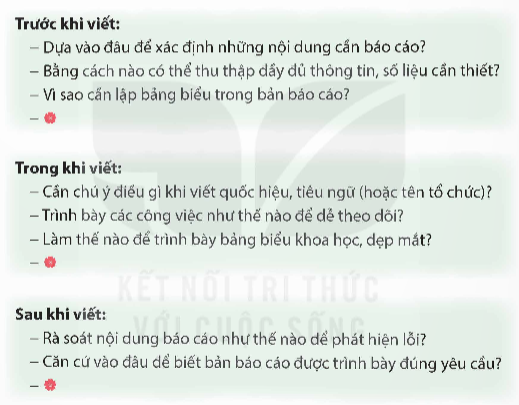 Trước khi viết:
– Dựa vào đâu để xác định những nội dung cần báo cáo?
– Bằng cách nào có thể thu thập đầy đủ thông tin, số liệu cần thiết?
– Vì sao cần lập bảng biểu trong bản báo cáo?
–
Trong khi viết:
– Cần chú ý điều gì khi viết quốc hiệu, tiêu ngữ (hoặc tên tổ chức)?
– Trình bày các công việc như thế nào để dễ theo dõi?
– Làm thế nào để trình bày bảng biểu khoa học, đẹp mắt?
–
KẾT NỐI TRI THỨC
Sau khi viết:
VỚI CUỘC SỐNG
– Rà soát nội dung báo cáo như thế nào để phát hiện lỗi?
– Căn cứ vào đâu để biết bản báo cáo được trình bày đúng yêu cầu?
–